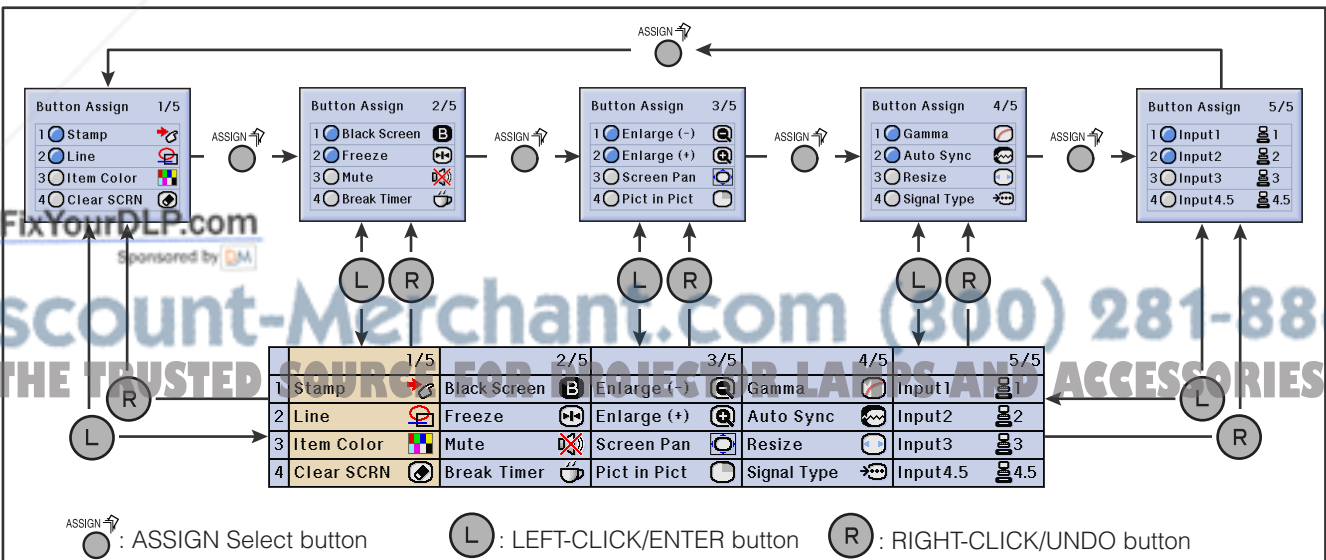 ASSIGN
Button Assign 1/5
1 Stamp
2 Line
3 Item Color
4 Clear SCRN
ASSIGN
Button Assign 2/5
1 Black Screen B
2 Freeze
3 Mute
4 Break Timer
ASSIGN
Button Assign 3/5
1 Enlarge (-)
2 Enlarge (+)
3 Screen Pan
4 Pict in Pict
ASSIGN
Button Assign 4/5
1 Gamma
2 Auto Sync
3 Resize
4 Signal Type
ASSIGN
Button Assign 5/5
1 Input1 1
2 Input2 2
3 Input3 3
4 Input4.5 4.5
FixYourDLP.com
Sponsored by DM
L R L R L R
scount-Merchant.com (800) 281-88
THE TRUSTED SOURCE FOR PROJECTOR LAMPS AND ACCESSORIES
R L
L R
1/5 2/5 3/5 4/5 5/5
1 Stamp Black Screen B Enlarge (-) Gamma Input1 1
2 Line Freeze Enlarge (+) Auto Sync Input2 2
3 Item Color Mute Screen Pan Resize Input3 3
4 Clear SCRN Break Timer Pict in Pict Signal Type Input4.5 4.5
ASSIGN : ASSIGN Select button L : LEFT-CLICK/ENTER button R : RIGHT-CLICK/UNDO button